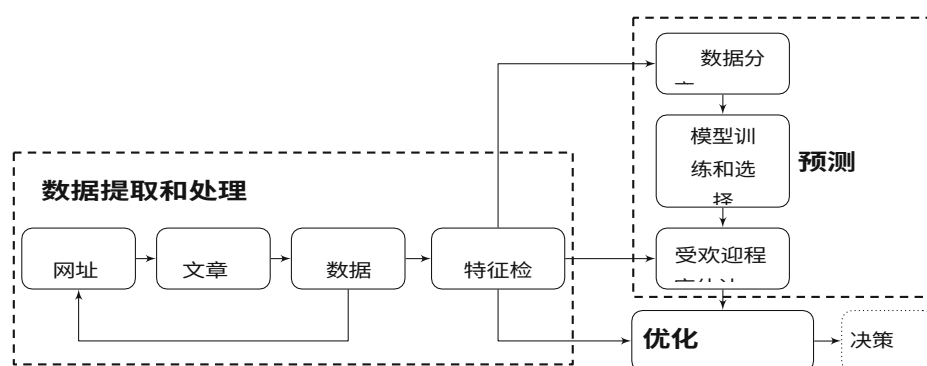 数据分
模型训
练和选
择
预测
数据提取和处理
网址
文章
数据
特征检
受欢迎程
优化
决策